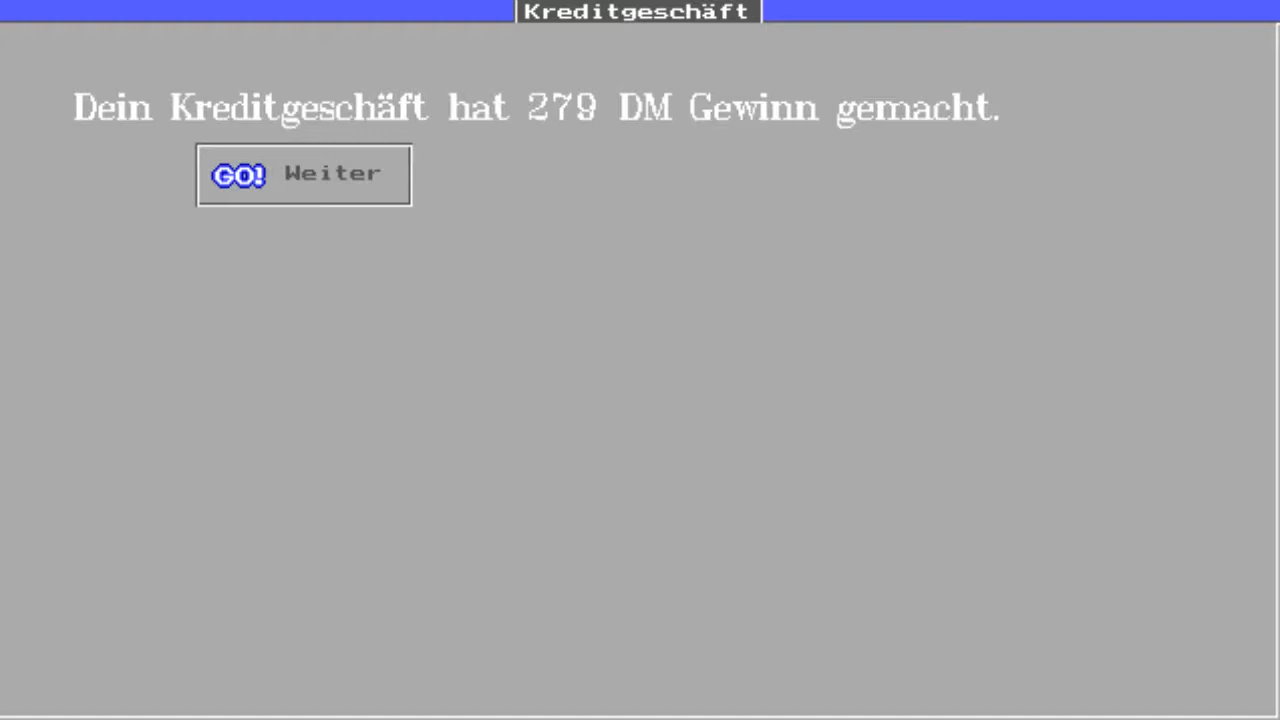 Kreditgeschäft
Dein Kreditgeschäft hat 279 DM Gewinn gemacht.
GO! Weiter